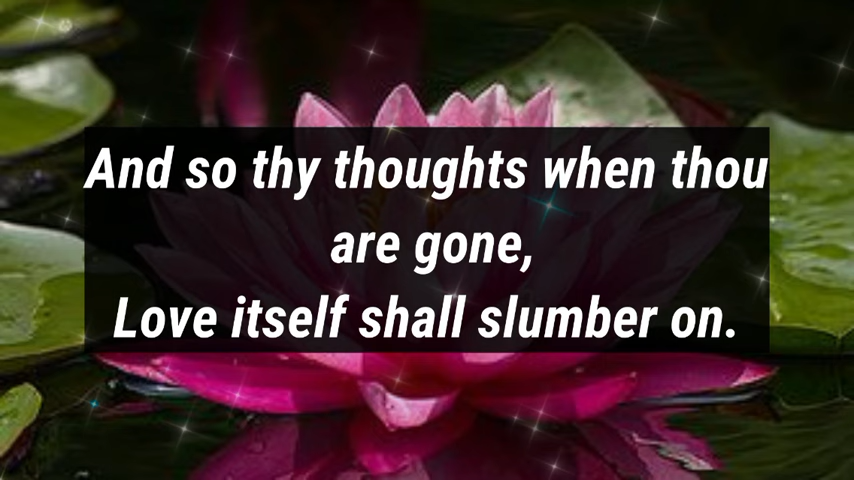 And so thy thoughts when thou
are gone,
Love itself shall slumber on.